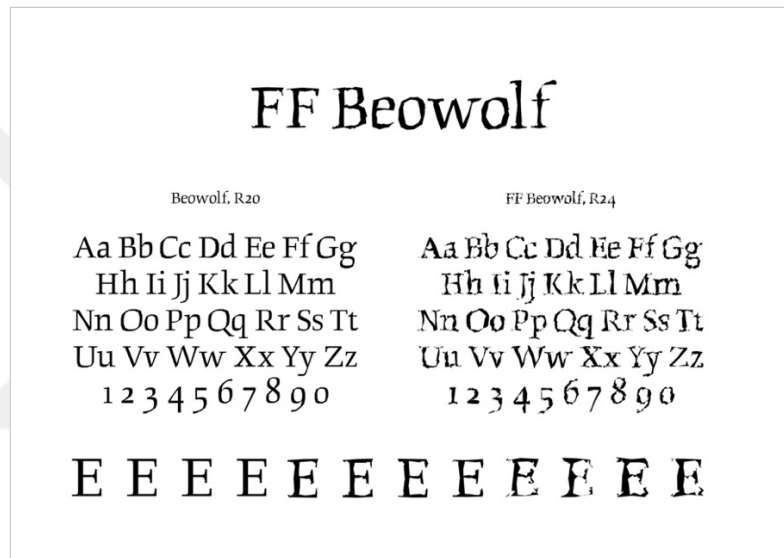 FF Beowolf
Beowolf, R20
Aa Bb Cc Dd Ee Ff Gg
Hh Ii Jj Kk Ll Mm
Nn Oo Pp Qq Rr Ss Tt
Uu Vv Ww Xx Yy Zz
1 2 3 4 5 6 7 8 9 0
FF Beowolf, R24
Aa Bb Cc Dd Ee Ff Gg
Hh Ii Jj Kk Ll Mm
Nn Oo Pp Qq Rr Ss Tt
Uu Vv Ww Xx Yy Zz
1 2 3 4 5 6 7 8 9 0
E E E E E E E E E E E E